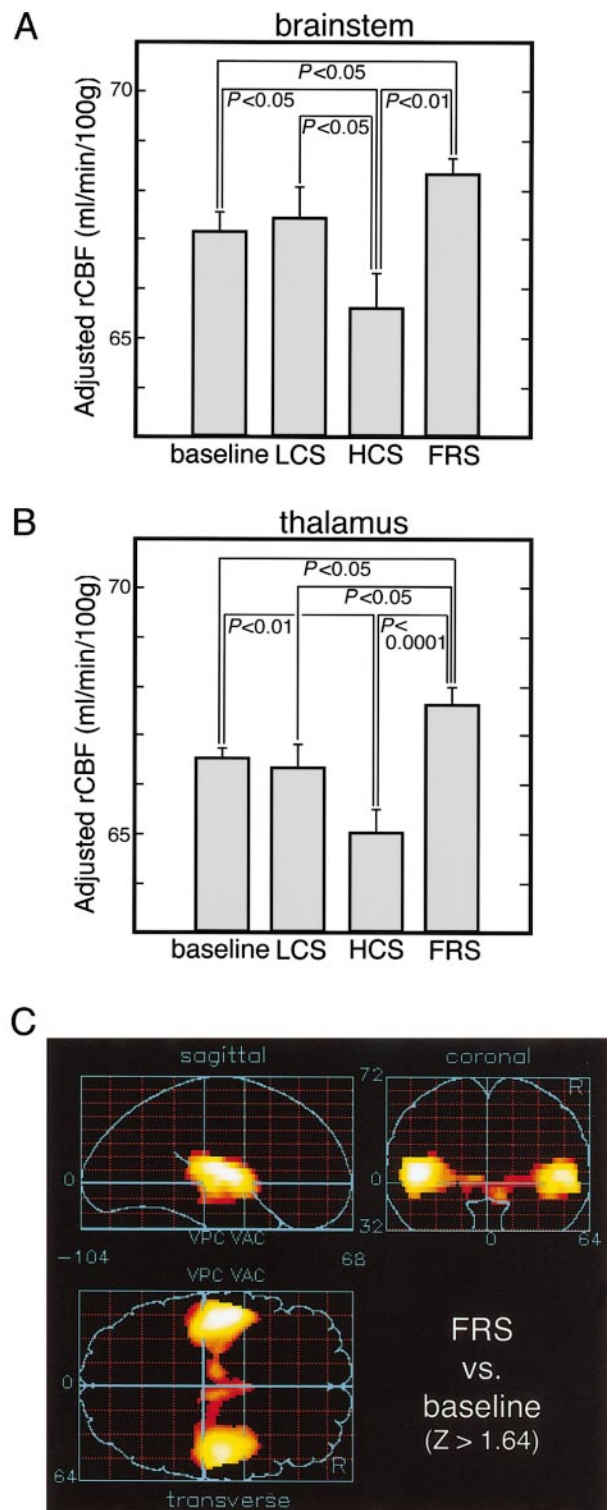 A
brainstem
Adjusted rCBF (ml/min/100g)
70
65
P<0.05
P<0.05
P<0.01
P<0.05
baseline LCS HCS FRS
B
thalamus
Adjusted rCBF (ml/min/100g)
70
65
P<0.05
P<0.05
P<0.01
P<
0.0001
baseline LCS HCS FRS
C
sagittal
coronal
72
R
0
0
32
VPC VAC
-104
68
0
64
VPC VAC
0
R
64
transverse
FRS
vs.
baseline
(Z > 1.64)